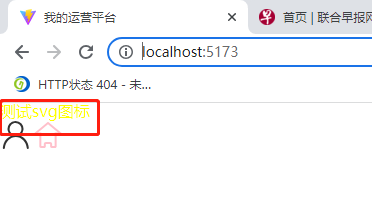 我的运营平台
首页 | 联合早报网
localhost:5173
HTTP状态 404 - 未...
测试svg图标